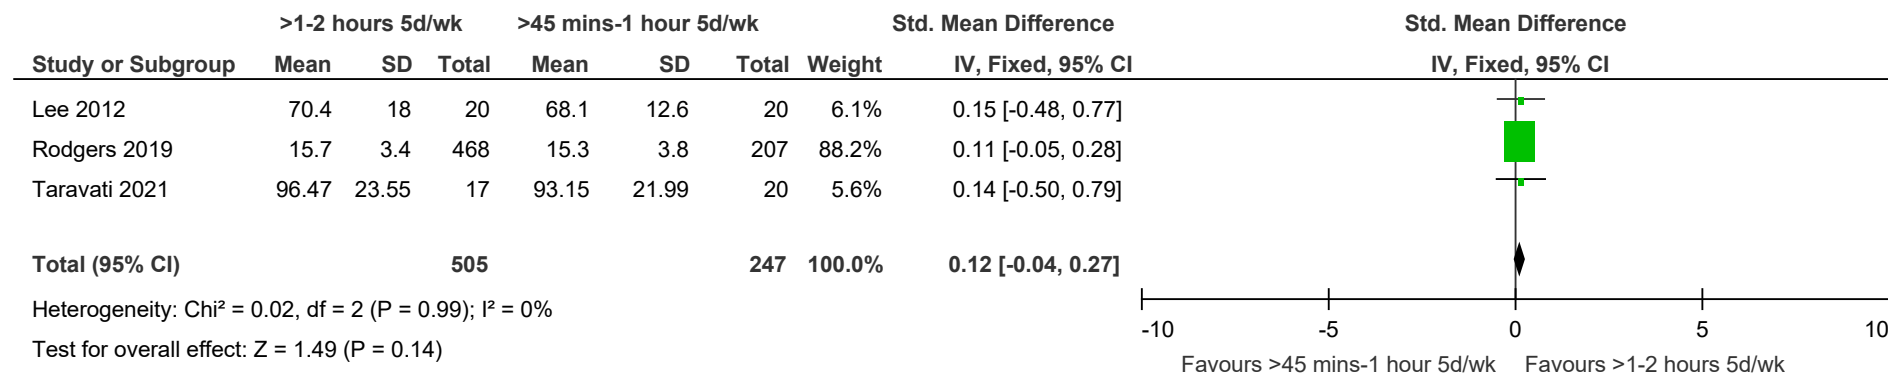 >1-2 hours 5d/wk >45 mins-1 hour 5d/wk Std. Mean Difference Std. Mean Difference
Study or Subgroup Mean SD Total Mean SD Total Weight IV, Fixed, 95% CI IV, Fixed, 95% CI
Lee 2012 70.4 18 20 68.1 12.6 20 6.1% 0.15 [-0.48, 0.77]
Rodgers 2019 15.7 3.4 468 15.3 3.8 207 88.2% 0.11 [-0.05, 0.28]
Taravati 2021 96.47 23.55 17 93.15 21.99 20 5.6% 0.14 [-0.50, 0.79]
Total (95% CI) 505 247 100.0% 0.12 [-0.04, 0.27]
Heterogeneity: Chi² = 0.02, df = 2 (P = 0.99); I² = 0%
Test for overall effect: Z = 1.49 (P = 0.14)
-10 -5 0 5 10
Favours >45 mins-1 hour 5d/wk Favours >1-2 hours 5d/wk